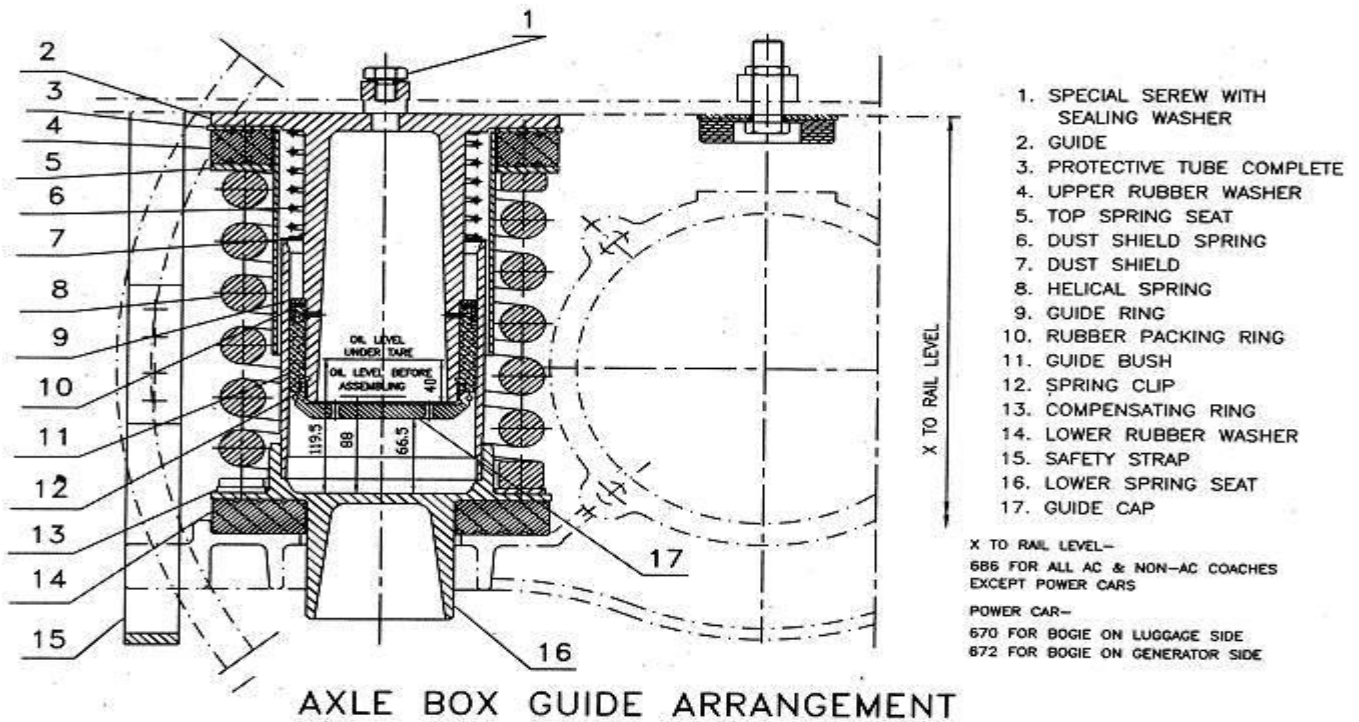 1
2
3
4
5
6
7
8
9
10
11
12
13
14
15
16
17
OIL LEVEL
UNDER TARE
OIL LEVEL BEFORE
ASSEMBLING
40
119.5
88
66.5
X TO RAIL LEVEL
1. SPECIAL SEREW WITH
SEALING WASHER
2. GUIDE
3. PROTECTIVE TUBE COMPLETE
4. UPPER RUBBER WASHER
5. TOP SPRING SEAT
6. DUST SHIELD SPRING
7. DUST SHIELD
8. HELICAL SPRING
9. GUIDE RING
10. RUBBER PACKING RING
11. GUIDE BUSH
12. SPRING CLIP
13. COMPENSATING RING
14. LOWER RUBBER WASHER
15. SAFETY STRAP
16. LOWER SPRING SEAT
17. GUIDE CAP
X TO RAIL LEVEL–
686 FOR ALL AC & NON–AC COACHES
EXCEPT POWER CARS
POWER CAR–
670 FOR BOGIE ON LUGGAGE SIDE
672 FOR BOGIE ON GENERATOR SIDE
AXLE BOX GUIDE ARRANGEMENT